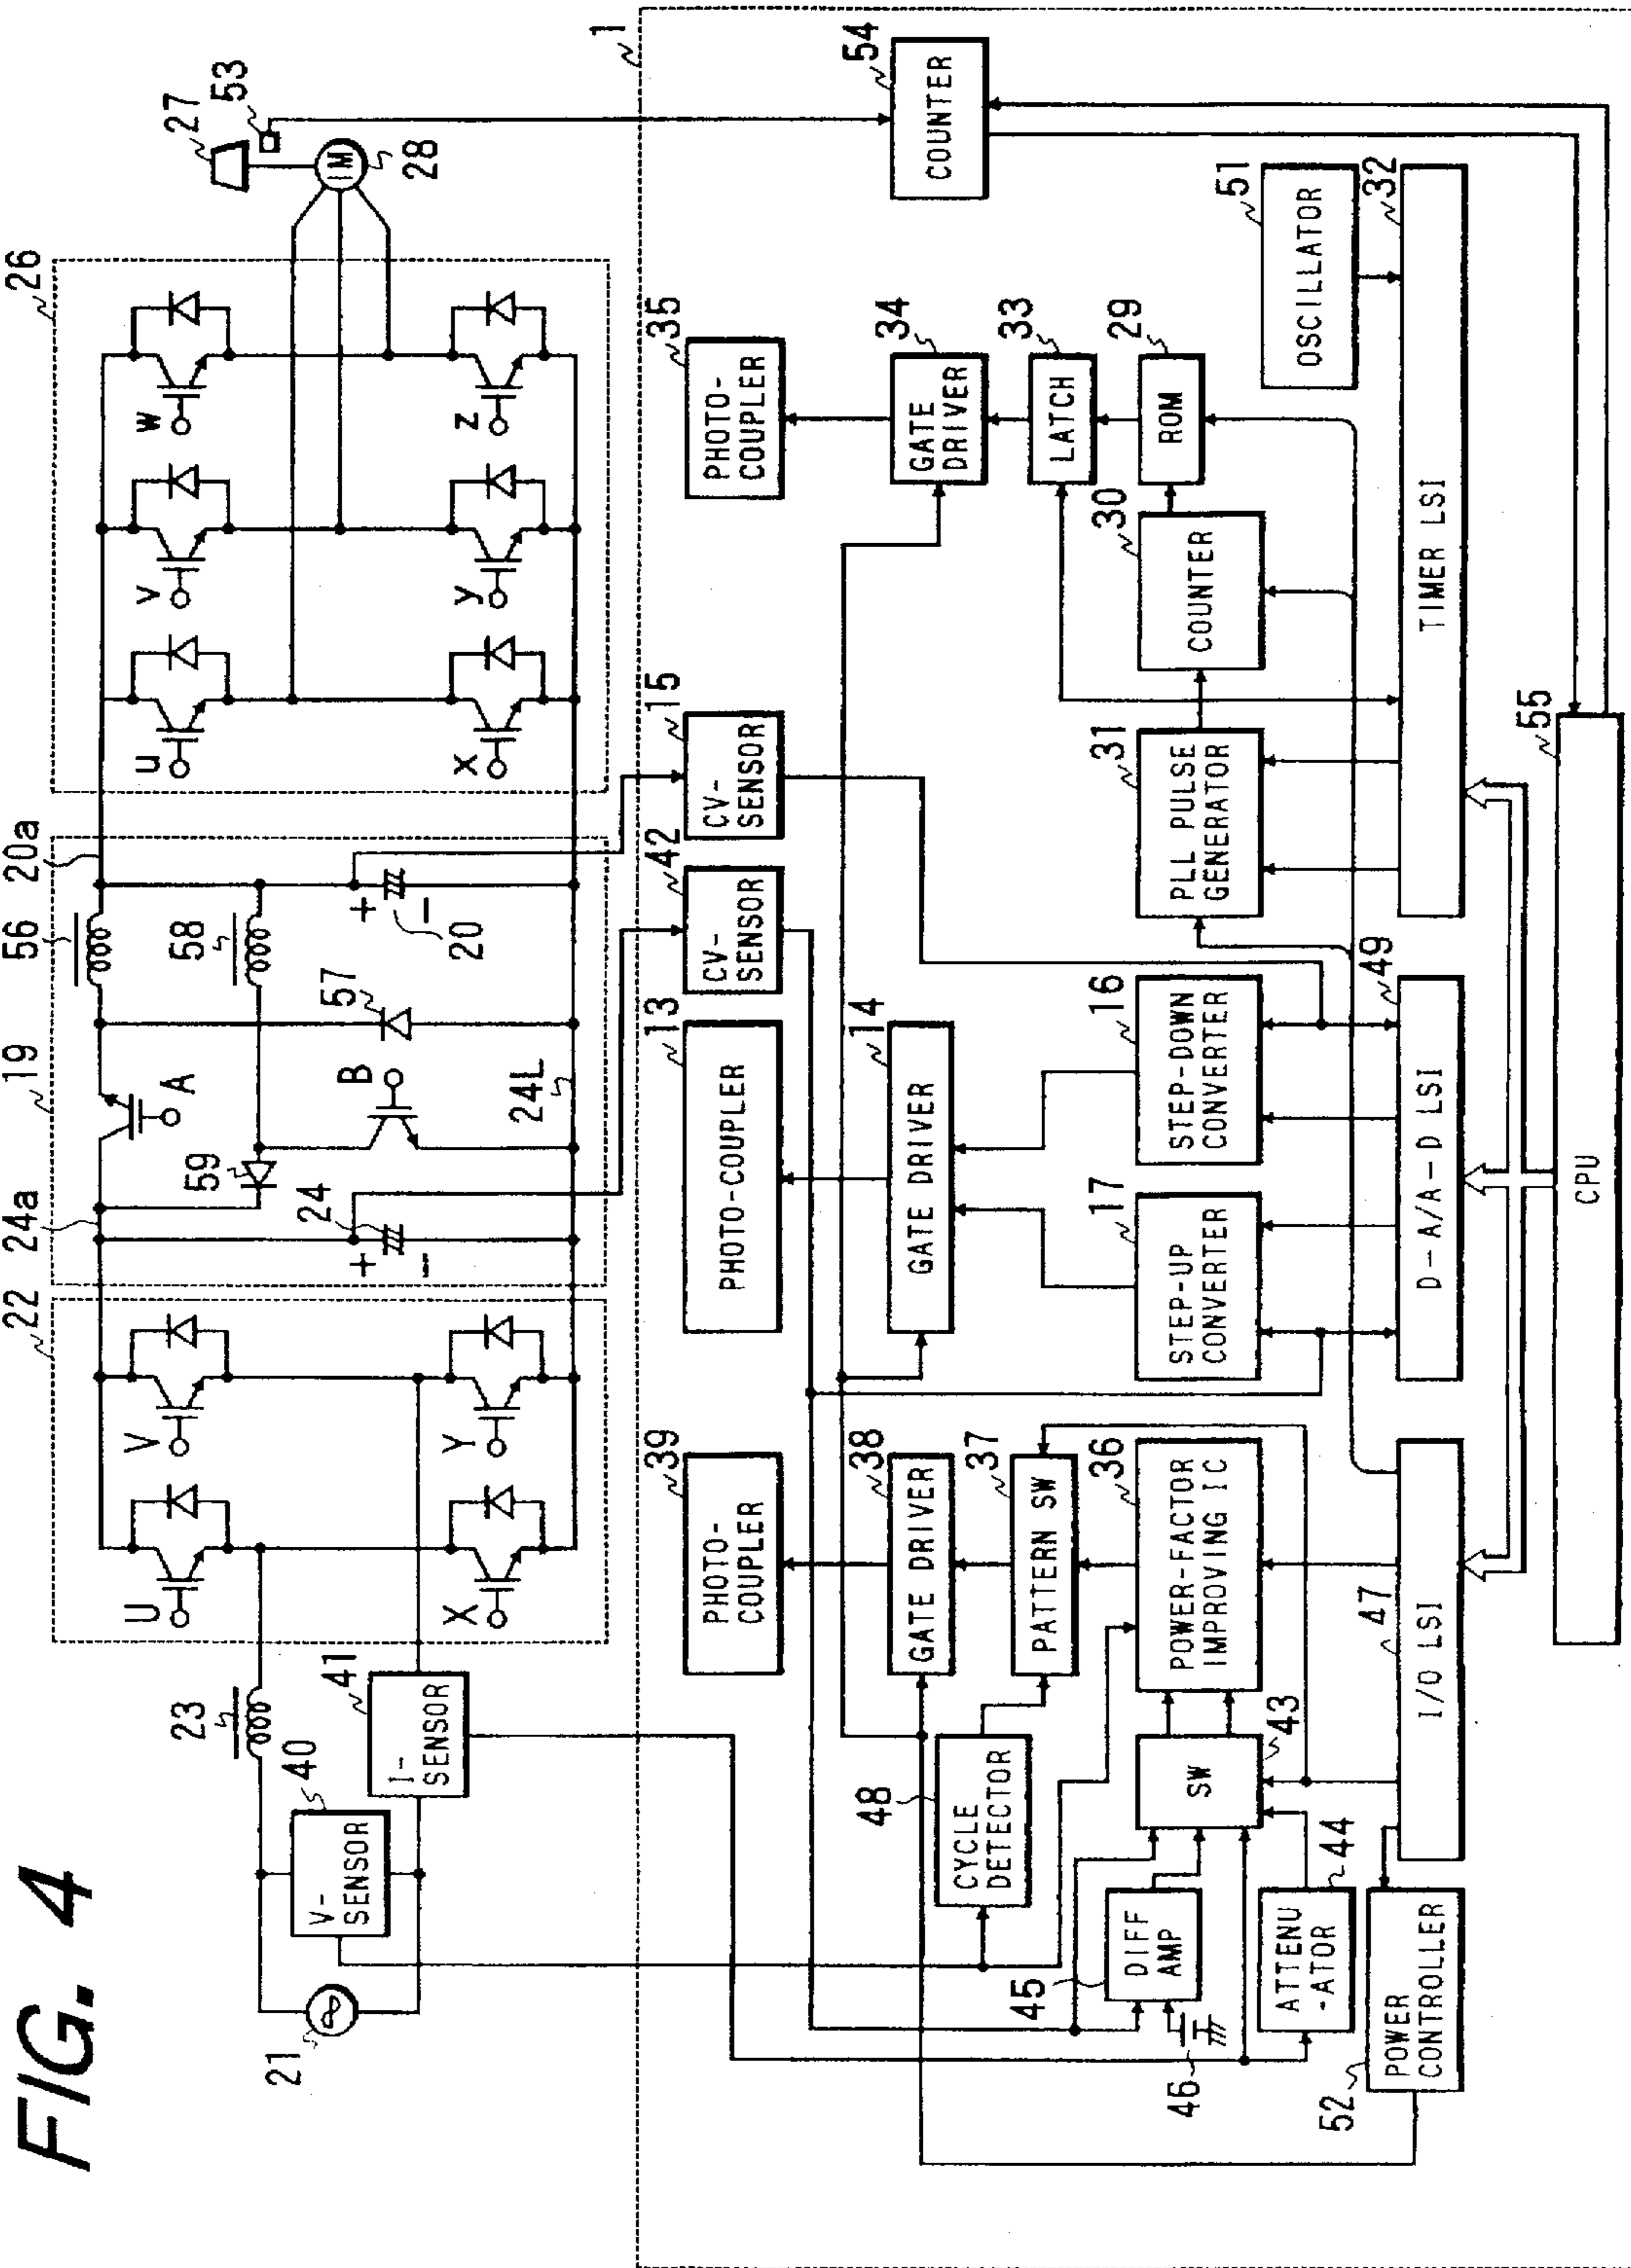 FIG. 4
22
24a
19
56
20a
26
U
V
59
A
58
u
v
w
27
53
23
21
40
V-
SENSOR
41
I-
SENSOR
X
Y
+
24
−
B
57
24L
+
−
20
x
y
z
IM
28
1
39
PHOTO-
COUPLER
13
PHOTO-COUPLER
42
CV-
SENSOR
15
CV-
SENSOR
35
PHOTO-
COUPLER
38
GATE DRIVER
14
GATE DRIVER
34
GATE
DRIVER
54
COUNTER
48
CYCLE
DETECTOR
37
PATTERN SW
33
LATCH
45
DIFF
AMP
46
SW
43
36
POWER-FACTOR
IMPROVING IC
17
STEP-UP
CONVERTER
16
STEP-DOWN
CONVERTER
31
PLL PULSE
GENERATOR
30
COUNTER
29
ROM
51
OSCILLATOR
44
ATTENU
-ATOR
52
POWER
CONTROLLER
47
I/O LSI
49
D-A/A-D LSI
32
TIMER LSI
55
CPU